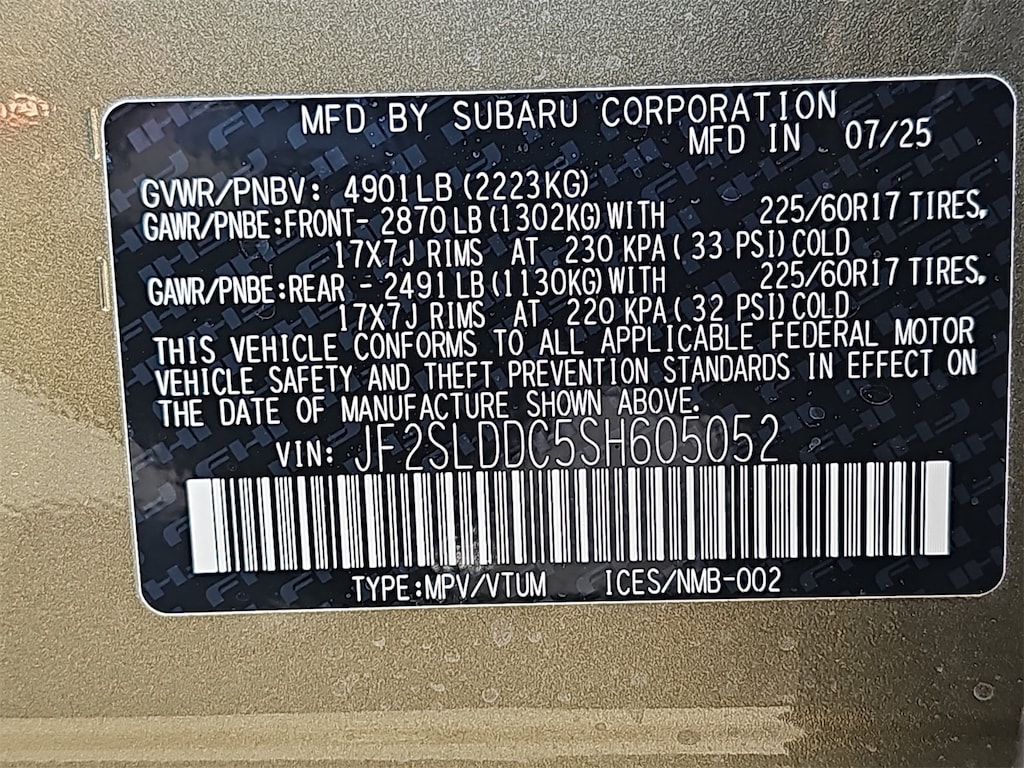 MFD BY SUBARU CORPORATION
MFD IN 07/25
GVWR/PNBV: 4901LB (2223KG)
GAWR/PNBE:FRONT- 2870 LB (1302KG) WITH 225/60R17 TIRES,
17X7J RIMS AT 230 KPA ( 33 PSI) COLD
GAWR/PNBE:REAR - 2491 LB (1130KG) WITH 225/60R17 TIRES,
17X7J RIMS AT 220 KPA ( 32 PSI) COLD
THIS VEHICLE CONFORMS TO ALL APPLICABLE FEDERAL MOTOR
VEHICLE SAFETY AND THEFT PREVENTION STANDARDS IN EFFECT ON
THE DATE OF MANUFACTURE SHOWN ABOVE.
VIN: JF2SLDDC5SH605052
TYPE:MPV/VTUM ICES/NMB-002